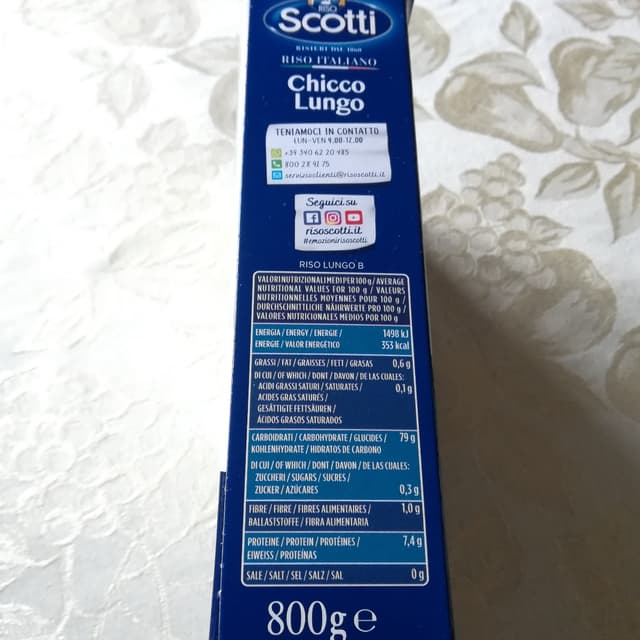 RISO
Scotti
RISIERI DAL 1860
RISO ITALIANO
Chicco
Lungo
TENIAMOCI IN CONTATTO
LUN-VEN 9.00-17.00
+39 340 62 20 485
800 28 91 75
servizioclienti@risoscotti.it
Seguici su
risoscotti.it
#emozionirisoscotti
RISO LUNGO B
VALORI NUTRIZIONALI MEDI PER 100 g / AVERAGE
NUTRITIONAL VALUES FOR 100 g / VALEURS
NUTRITIONNELLES MOYENNES POUR 100 g /
DURCHSCHNITTLICHE NÄHRWERTE PRO 100 g /
VALORES NUTRICIONALES MEDIOS POR 100 g
ENERGIA / ENERGY / ENERGIE / 1498 kJ
ENERGIE / VALOR ENERGÉTICO 353 kcal
GRASSI / FAT / GRAISSES / FETT / GRASAS 0,6 g
DI CUI / OF WHICH / DONT / DAVON / DE LAS CUALES:
ACIDI GRASSI SATURI / SATURATES / 0,1 g
ACIDES GRAS SATURÉS /
GESÄTTIGTE FETTSÄUREN /
ÁCIDOS GRASOS SATURADOS
CARBOIDRATI / CARBOHYDRATE / GLUCIDES / 79 g
KOHLENHYDRATE / HIDRATOS DE CARBONO
DI CUI / OF WHICH / DONT / DAVON / DE LAS CUALES:
ZUCCHERI / SUGARS / SUCRES /
ZUCKER / AZÚCARES 0,3 g
FIBRE / FIBRE / FIBRES ALIMENTAIRES / 1,0 g
BALLASTSTOFFE / FIBRA ALIMENTARIA
PROTEINE / PROTEIN / PROTÉINES / 7,4 g
EIWEISS / PROTEÍNAS
SALE / SALT / SEL / SALZ / SAL 0 g
800g e